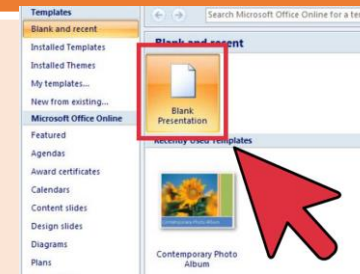 Templates
Blank and recent
Installed Templates
Installed Themes
My templates...
New from existing...
Microsoft Office Online
Featured
Agendas
Award certificates
Calendars
Content slides
Design slides
Diagrams
Plans
Search Microsoft Office Online for a te
Blank and recent
Blank
Presentation
Recently Used Templates
Contemporary Photo
Album